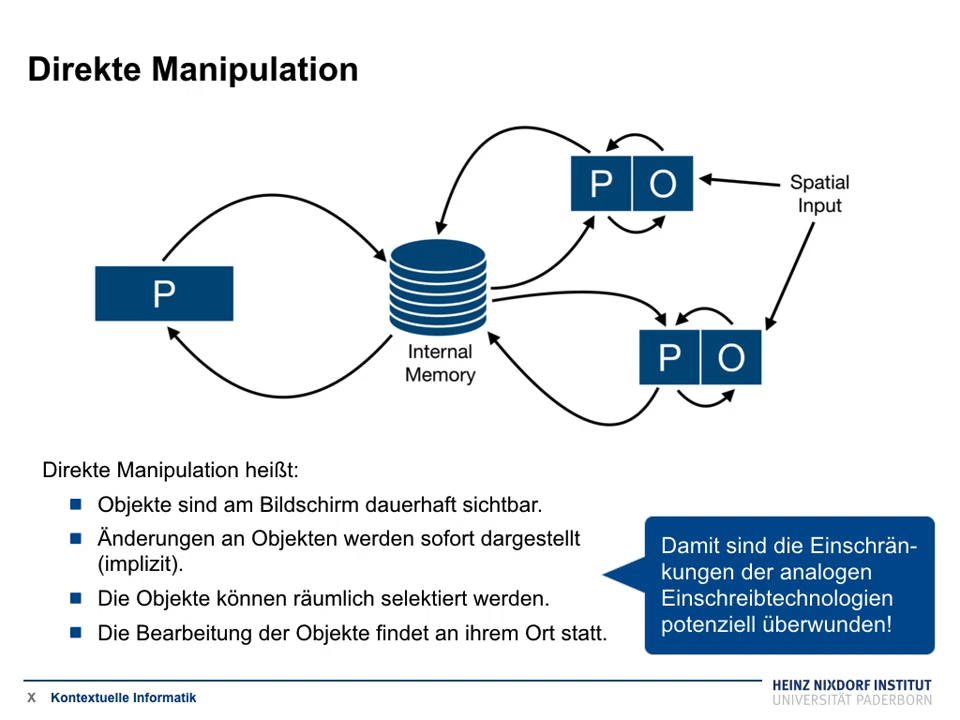 Direkte Manipulation
P O
Spatial
Input
P
Internal
Memory
P O
Direkte Manipulation heißt:
Objekte sind am Bildschirm dauerhaft sichtbar.
Änderungen an Objekten werden sofort dargestellt
(implizit).
Die Objekte können räumlich selektiert werden.
Die Bearbeitung der Objekte findet an ihrem Ort statt.
Damit sind die Einschrän-
kungen der analogen
Einschreibtechnologien
potenziell überwunden!
X Kontextuelle Informatik
HEINZ NIXDORF INSTITUT
UNIVERSITÄT PADERBORN